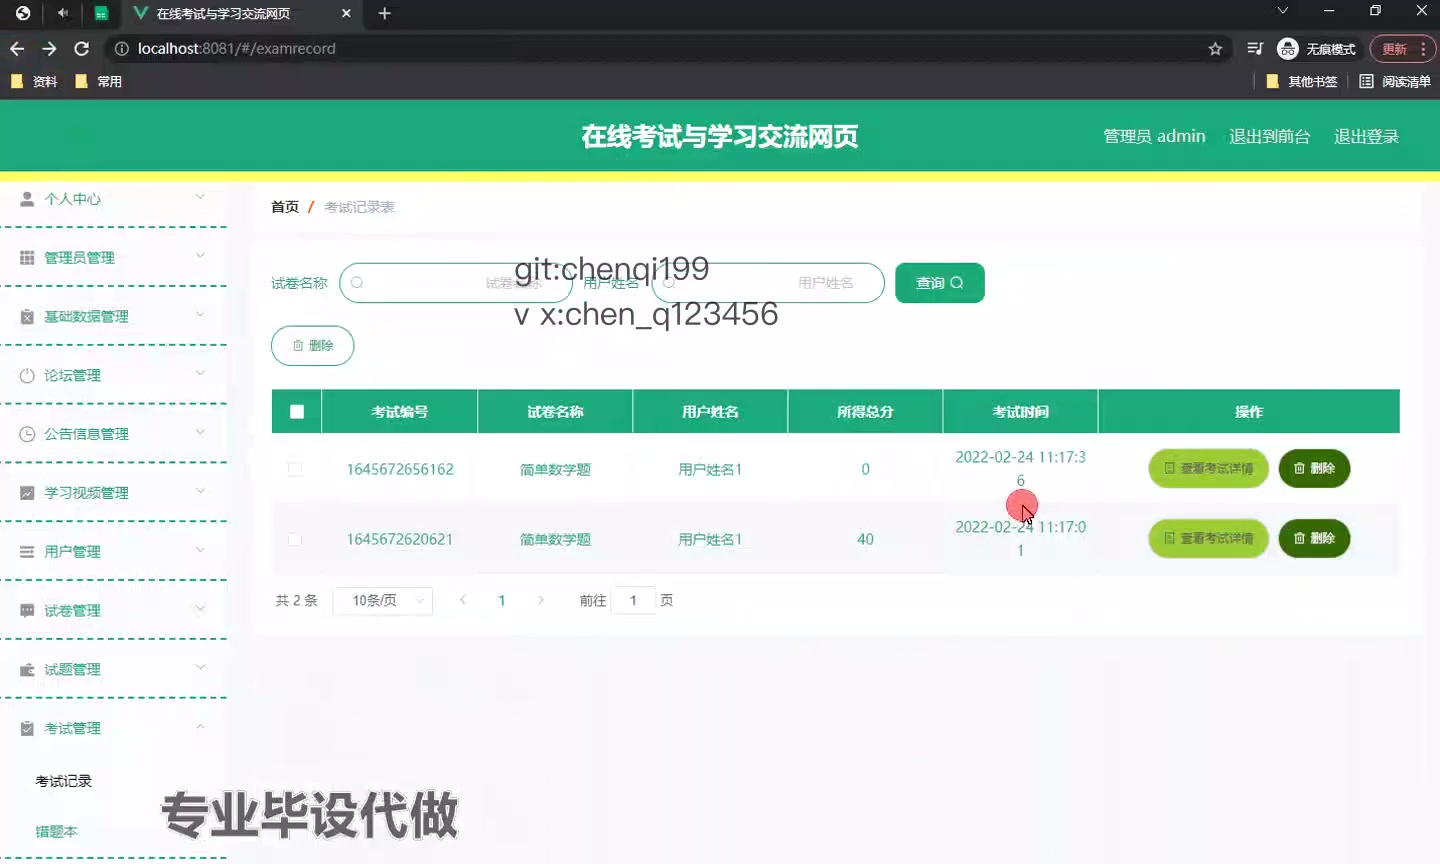 在线考试与学习交流网页
localhost:8081/#/examrecord
无痕模式
更新
资料
常用
其他书签
阅读清单
在线考试与学习交流网页
管理员 admin
退出到前台
退出登录
个人中心
管理员管理
基础数据管理
论坛管理
公告信息管理
学习视频管理
用户管理
试卷管理
试题管理
考试管理
考试记录
错题本
首页 / 考试记录表
试卷名称
试卷名称
用户姓名
用户姓名
查询
git:chenqi199
v x:chen_q123456
删除
考试编号 试卷名称 用户姓名 所得总分 考试时间 操作
1645672656162 简单数学题 用户姓名1 0 2022-02-24 11:17:3
6
查看考试详情 删除
1645672620621 简单数学题 用户姓名1 40 2022-02-24 11:17:0
1
查看考试详情 删除
共 2 条 10条/页 1 前往 1 页
专业毕设代做